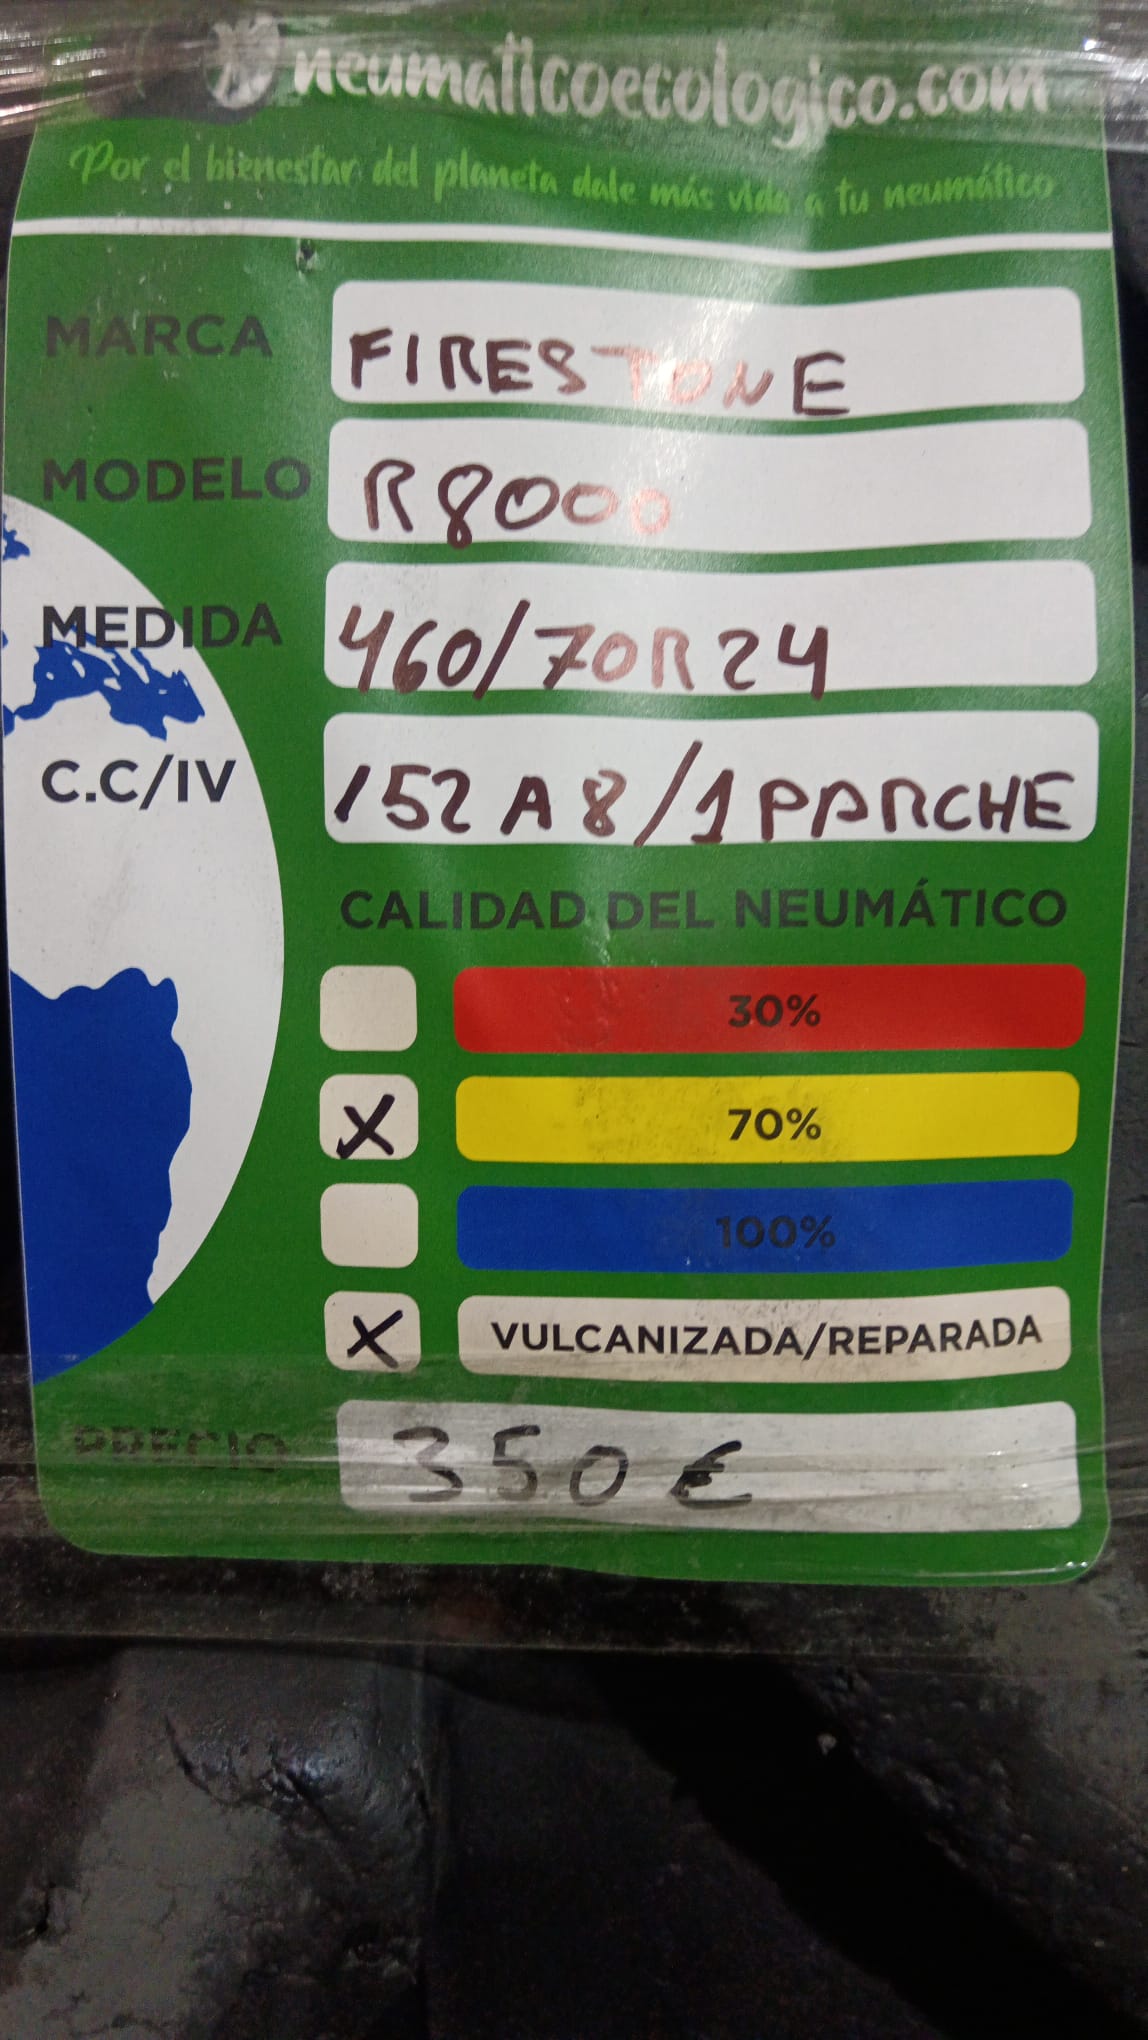 neumaticoecologico.com
Por el bienestar del planeta dale más vida a tu neumático
MARCA FIRESTONE
MODELO R8000
MEDIDA 460/70R24
C.C/IV 152 A8/1 PARCHE
CALIDAD DEL NEUMÁTICO
30%
X 70%
100%
X VULCANIZADA/REPARADA
PRECIO 350€